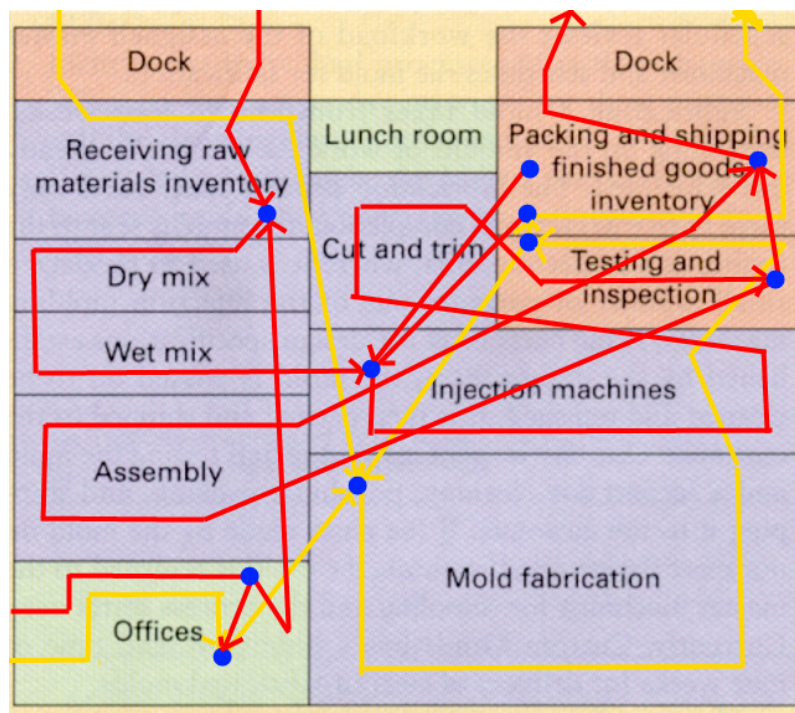 Dock
Dock
Lunch room
Receiving raw
materials inventory
Packing and shipping
finished goods
inventory
Cut and trim
Dry mix
Testing and
inspection
Wet mix
Injection machines
Assembly
Mold fabrication
Offices